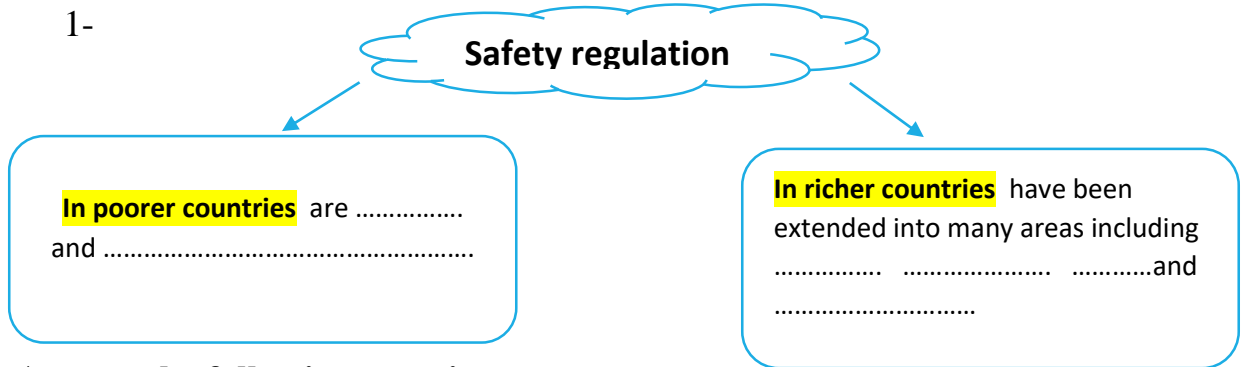 1-
Safety regulation
In poorer countries are …………….
and ……………………………………………….
In richer countries have been
extended into many areas including
……………. …………………. …………and
…………………………